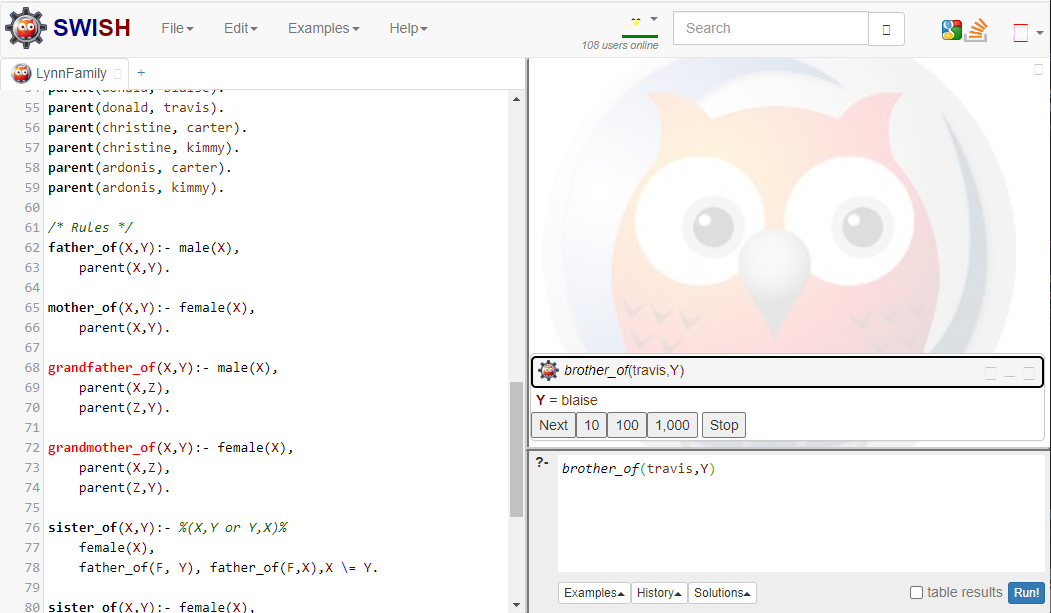 SWISH File Edit Examples Help 108 users online Search
LynnFamily +
54 parent(donald, blaise).
55 parent(donald, travis).
56 parent(christine, carter).
57 parent(christine, kimmy).
58 parent(ardonis, carter).
59 parent(ardonis, kimmy).
60
61 /* Rules */
62 father_of(X,Y):- male(X),
63 parent(X,Y).
64
65 mother_of(X,Y):- female(X),
66 parent(X,Y).
67
68 grandfather_of(X,Y):- male(X),
69 parent(X,Z),
70 parent(Z,Y).
71
72 grandmother_of(X,Y):- female(X),
73 parent(X,Z),
74 parent(Z,Y).
75
76 sister_of(X,Y):- %(X,Y or Y,X)%
77 female(X),
78 father_of(F, Y), father_of(F,X),X \= Y.
79
80 sister_of(X,Y):- female(X),
brother_of(travis,Y)
Y = blaise
Next 10 100 1,000 Stop
?- brother_of(travis,Y)
Examples History Solutions table results Run!